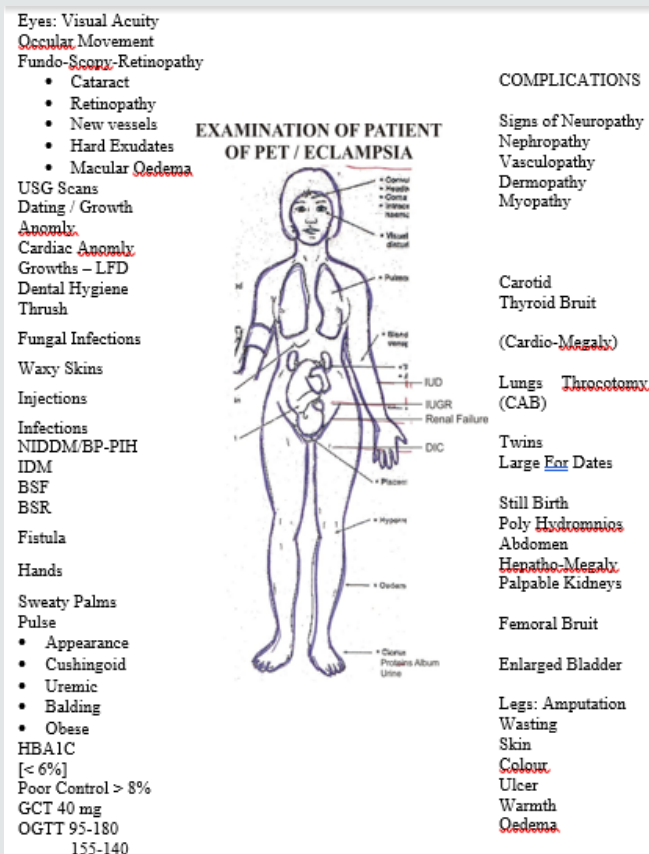 Eyes: Visual Acuity
Occular Movement
Fundo-Scopy-Retinopathy
• Cataract
• Retinopathy
• New vessels
• Hard Exudates
• Macular Oedema
USG Scans
Dating / Growth
Anomly
Cardiac Anomly
Growths – LFD
Dental Hygiene
Thrush
Fungal Infections
Waxy Skins
Injections
Infections
NIDDM/BP-PIH
IDM
BSF
BSR
Fistula
Hands
Sweaty Palms
Pulse
• Appearance
• Cushingoid
• Uremic
• Balding
• Obese
HBA1C
[< 6%]
Poor Control > 8%
GCT 40 mg
OGTT 95-180
155-140
EXAMINATION OF PATIENT
OF PET / ECLAMPSIA
• Coma
• Visual
IUD
IUGR
Renal Failure
DIC
• Clonus
Proteins Album
Urine
COMPLICATIONS
Signs of Neuropathy
Nephropathy
Vasculopathy
Dermopathy
Myopathy
Carotid
Thyroid Bruit
(Cardio-Megaly)
Lungs Throcotomy
(CAB)
Twins
Large For Dates
Still Birth
Poly Hydromnios
Abdomen
Hepatho-Megaly
Palpable Kidneys
Femoral Bruit
Enlarged Bladder
Legs: Amputation
Wasting
Skin
Colour
Ulcer
Warmth
Oedema